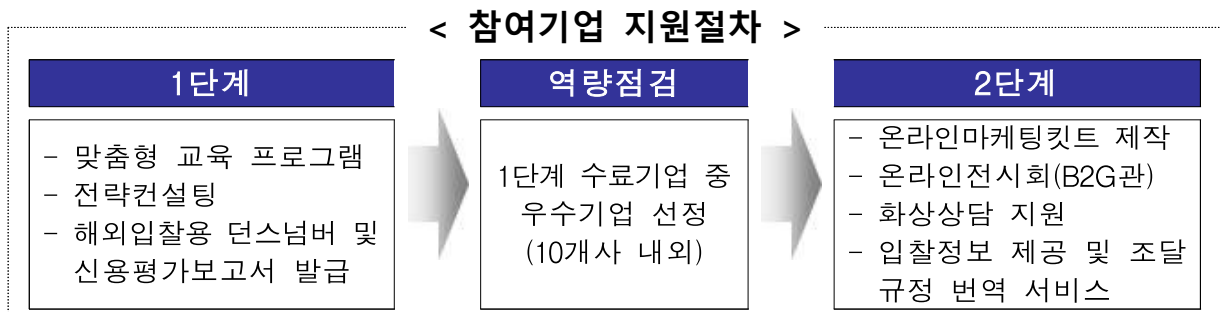 < 참여기업 지원절차 >
1단계
- 맞춤형 교육 프로그램
- 전략컨설팅
- 해외입찰용 던스넘버 및
신용평가보고서 발급
역량점검
1단계 수료기업 중
우수기업 선정
(10개사 내외)
2단계
- 온라인마케팅킷트 제작
- 온라인전시회(B2G관)
- 화상상담 지원
- 입찰정보 제공 및 조달
규정 번역 서비스